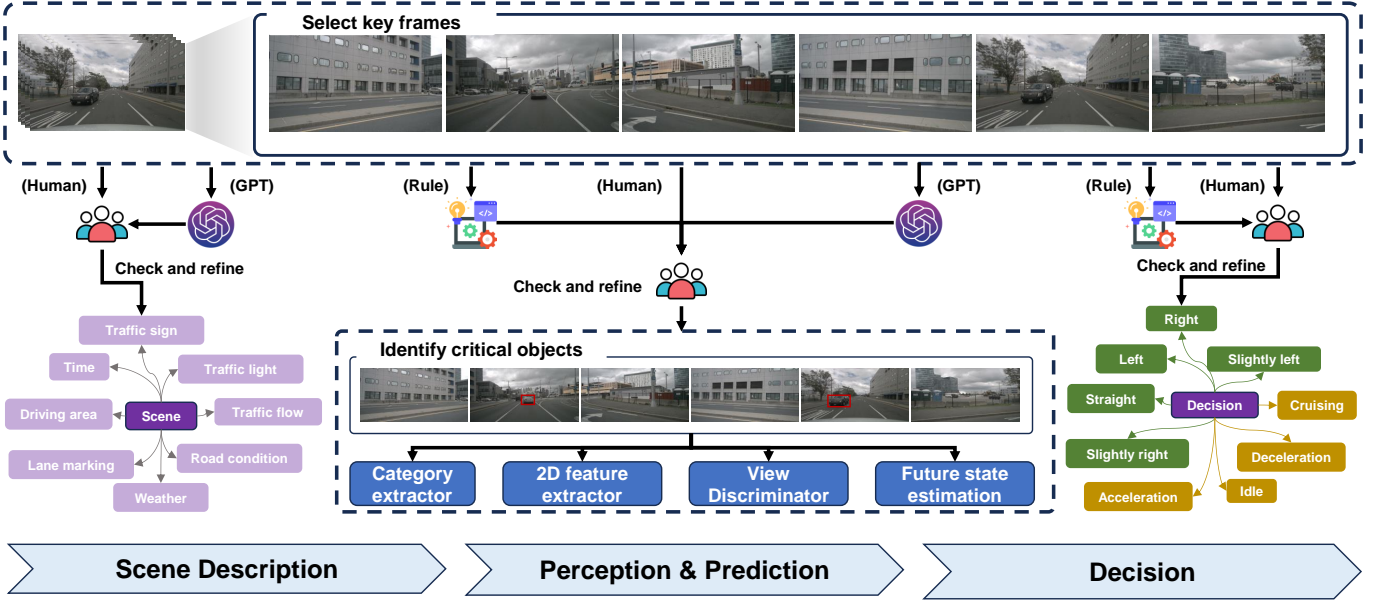 Select key frames
(Human)
(GPT)
(Rule)
(Human)
(GPT)
(Rule)
(Human)
</>
</>
Check and refine
Check and refine
Check and refine
Traffic sign
Time
Traffic light
Driving area
Scene
Traffic flow
Lane marking
Road condition
Weather
Identify critical objects
Category
extractor
2D feature
extractor
View
Discriminator
Future state
estimation
Right
Left
Slightly left
Straight
Decision
Cruising
Slightly right
Deceleration
Acceleration
Idle
Scene Description
Perception & Prediction
Decision